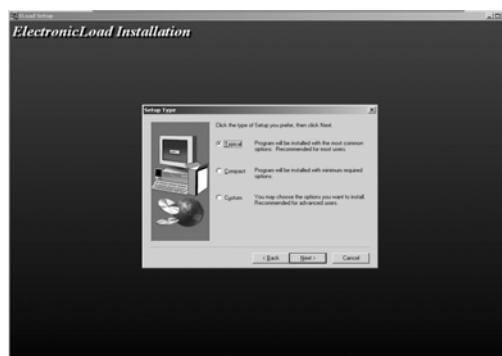 ELoad Setup
ElectronicLoad Installation
Setup Type
Click the type of Setup you prefer, then click Next.
Typical Program will be installed with the most common
options. Recommended for most users.
Compact Program will be installed with minimum required
options.
Custom You may choose the options you want to install.
Recommended for advanced users.
< Back Next > Cancel